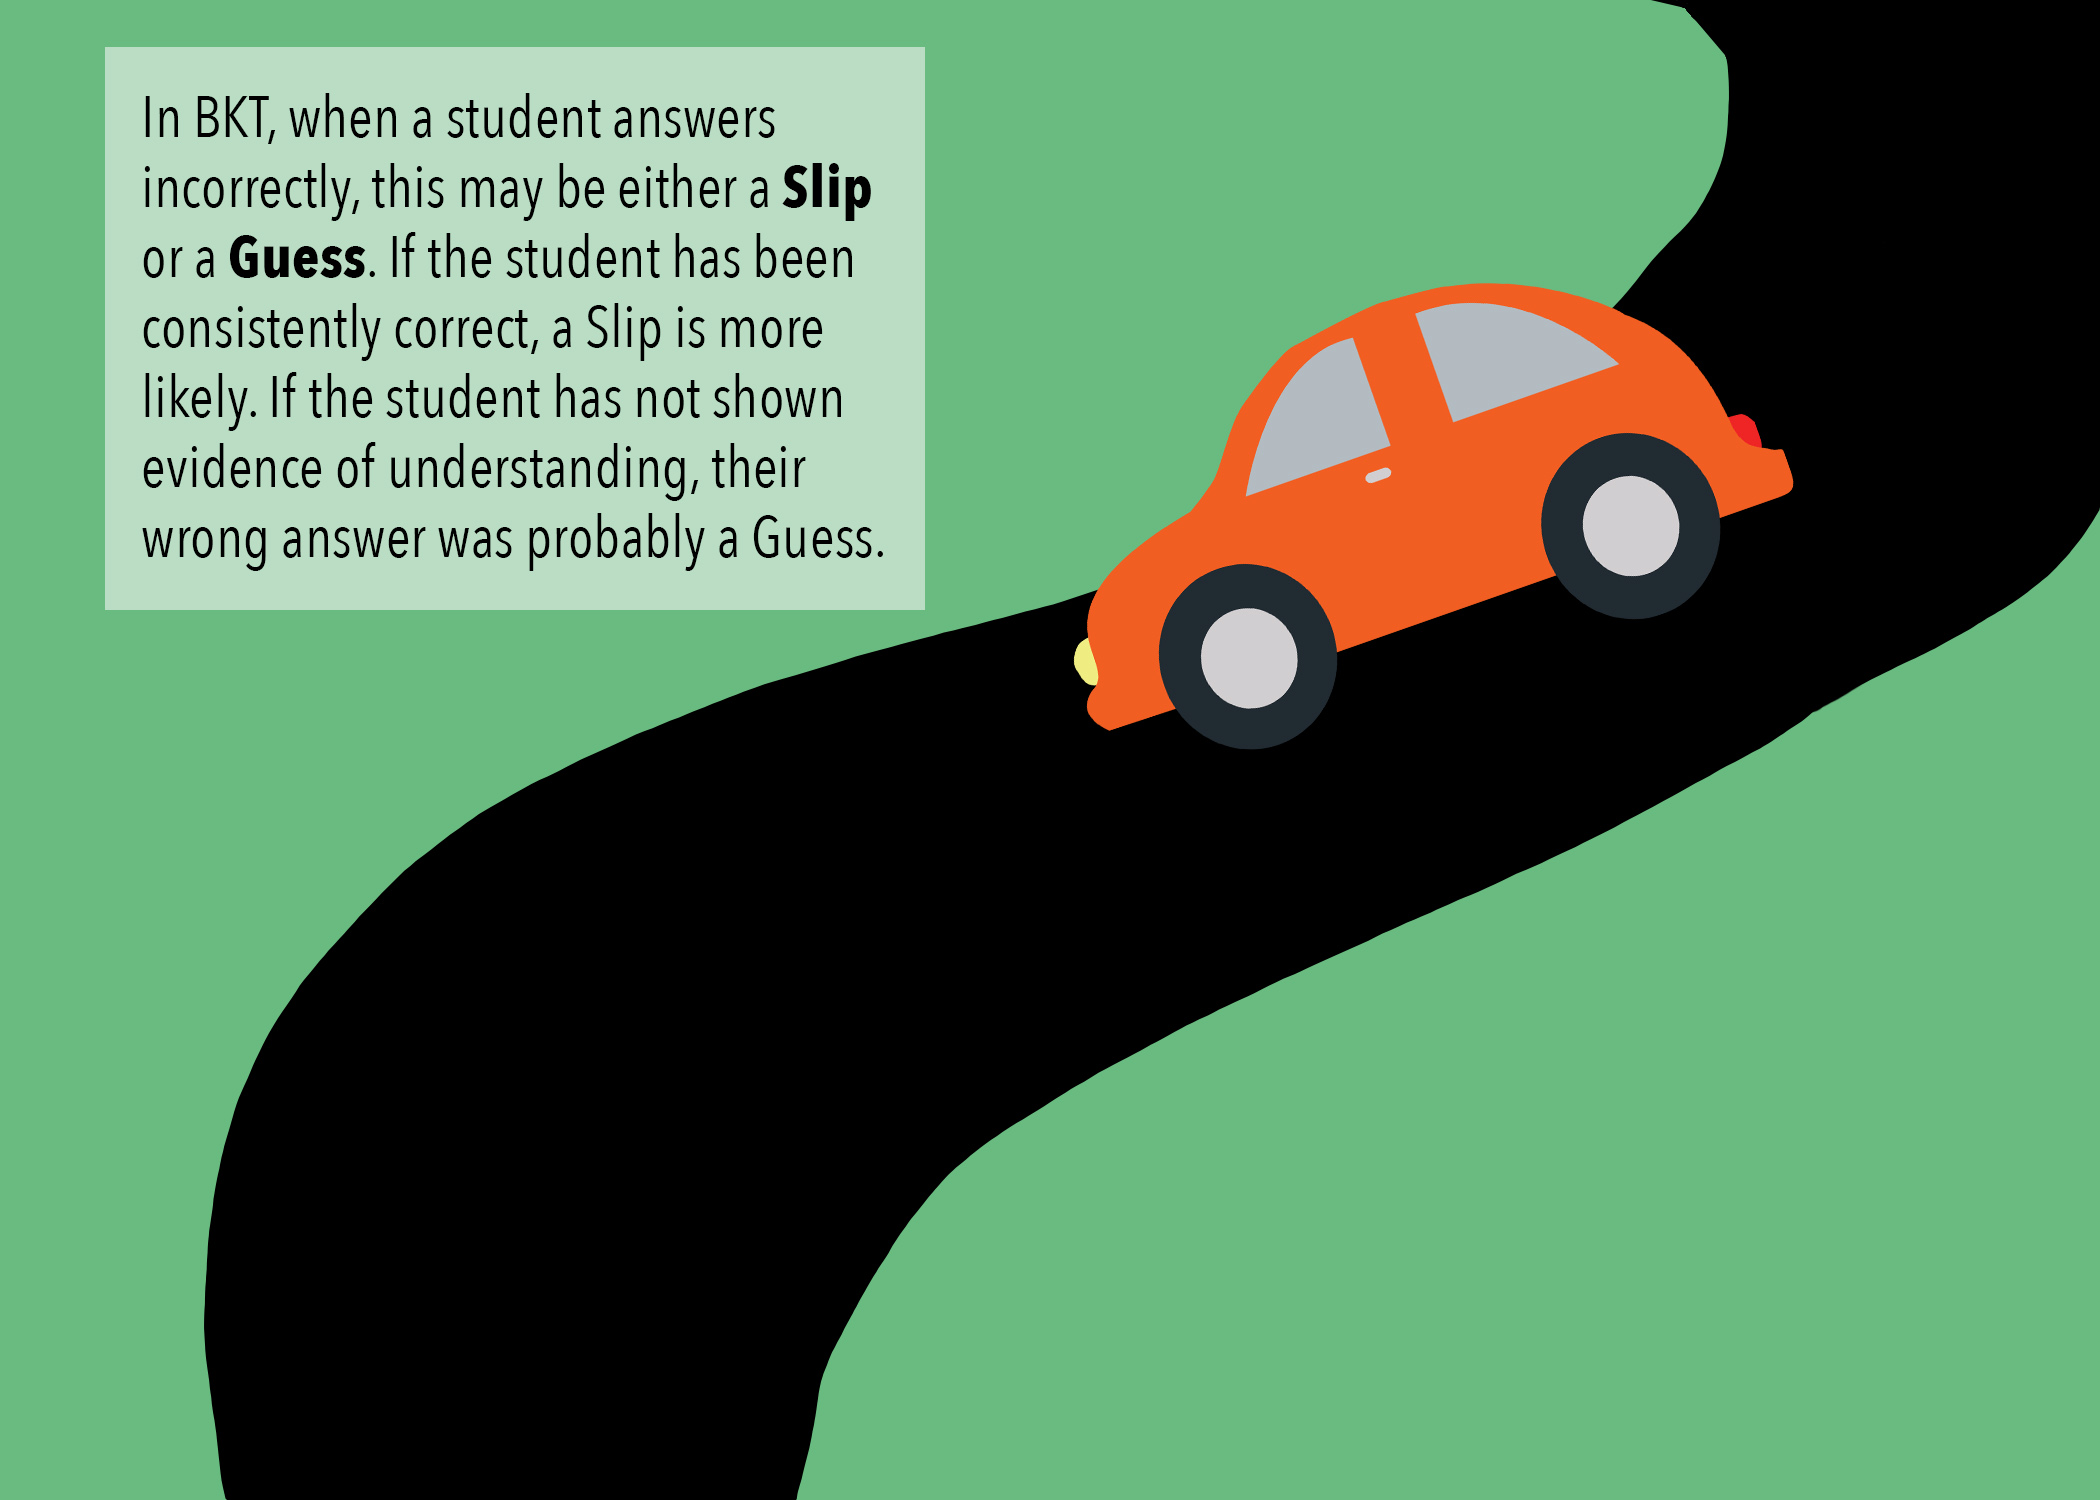 In BKT, when a student answers
incorrectly, this may be either a Slip
or a Guess. If the student has been
consistently correct, a Slip is more
likely. If the student has not shown
evidence of understanding, their
wrong answer was probably a Guess.